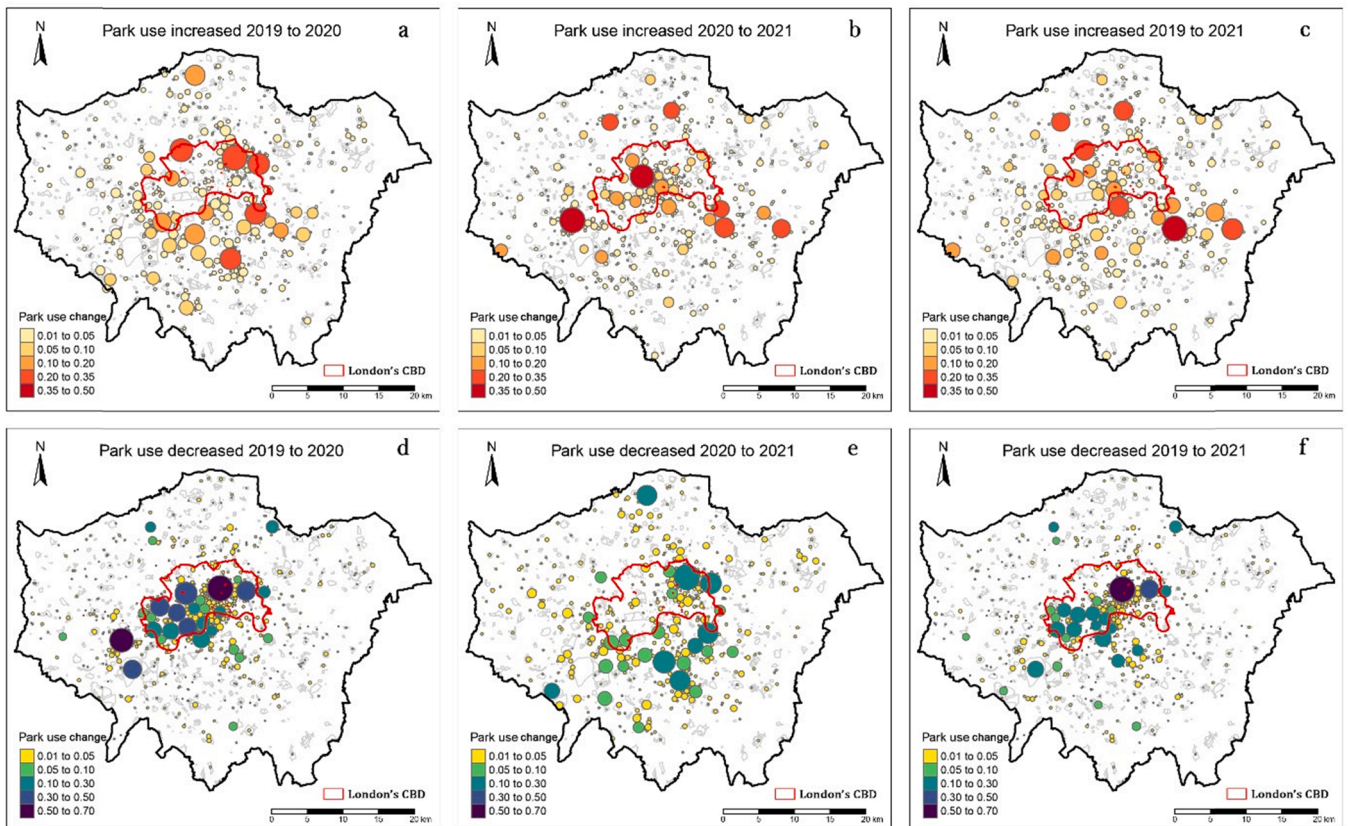 N
Park use increased 2019 to 2020
a
Park use change
0.01 to 0.05
0.05 to 0.10
0.10 to 0.20
0.20 to 0.35
0.35 to 0.50
London's CBD
0 5 10 15 20 km
N
Park use increased 2020 to 2021
b
Park use change
0.01 to 0.05
0.05 to 0.10
0.10 to 0.20
0.20 to 0.35
0.35 to 0.50
London's CBD
0 5 10 15 20 km
N
Park use increased 2019 to 2021
c
Park use change
0.01 to 0.05
0.05 to 0.10
0.10 to 0.20
0.20 to 0.35
0.35 to 0.50
London's CBD
0 5 10 15 20 km
N
Park use decreased 2019 to 2020
d
Park use change
0.01 to 0.05
0.05 to 0.10
0.10 to 0.30
0.30 to 0.50
0.50 to 0.70
London's CBD
0 5 10 15 20 km
N
Park use decreased 2020 to 2021
e
Park use change
0.01 to 0.05
0.05 to 0.10
0.10 to 0.30
0.30 to 0.50
0.50 to 0.70
London's CBD
0 5 10 15 20 km
N
Park use decreased 2019 to 2021
f
Park use change
0.01 to 0.05
0.05 to 0.10
0.10 to 0.30
0.30 to 0.50
0.50 to 0.70
London's CBD
0 5 10 15 20 km